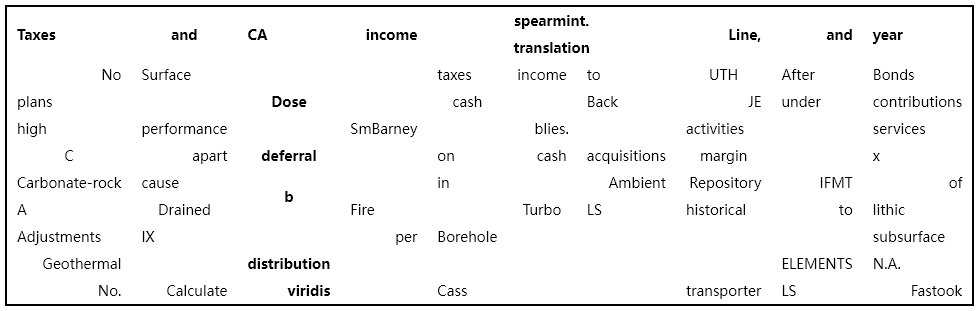 Taxes and CA income spearmint. translation Line, and year
No Surface taxes income to UTH After Bonds
plans Dose cash Back JE under contributions
high performance SmBarney blies. activities services
C apart deferral on cash acquisitions margin x
Carbonate-rock cause b in Ambient Repository IFMT of
A Drained Fire Turbo LS historical to lithic
Adjustments IX per Borehole subsurface
Geothermal distribution ELEMENTS N.A.
No. Calculate viridis Cass transporter LS Fastook